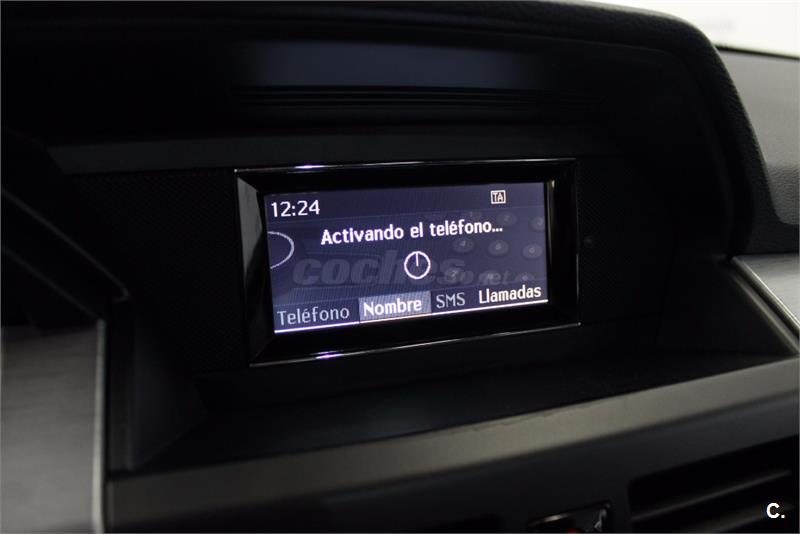 12:24 TA
Activando el teléfono...
coches.net
Teléfono Nombre SMS Llamadas
C.